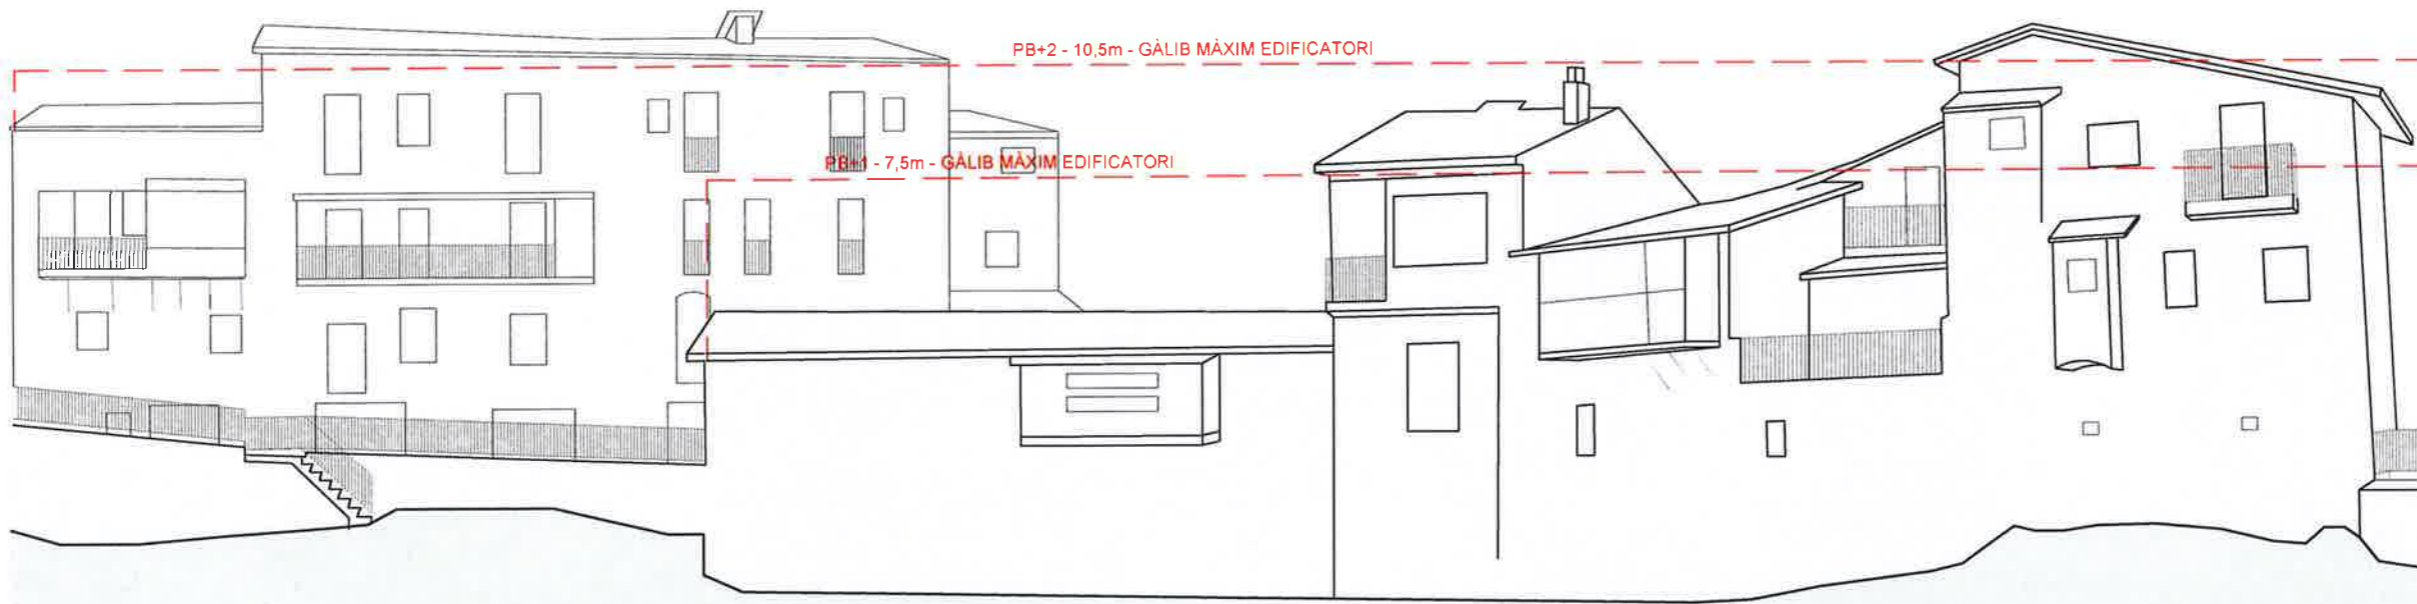 PB+2 - 10,5m - GÀLIB MÀXIM EDIFICATORI
PB+1 - 7,5m - GÀLIB MÀXIM EDIFICATORI